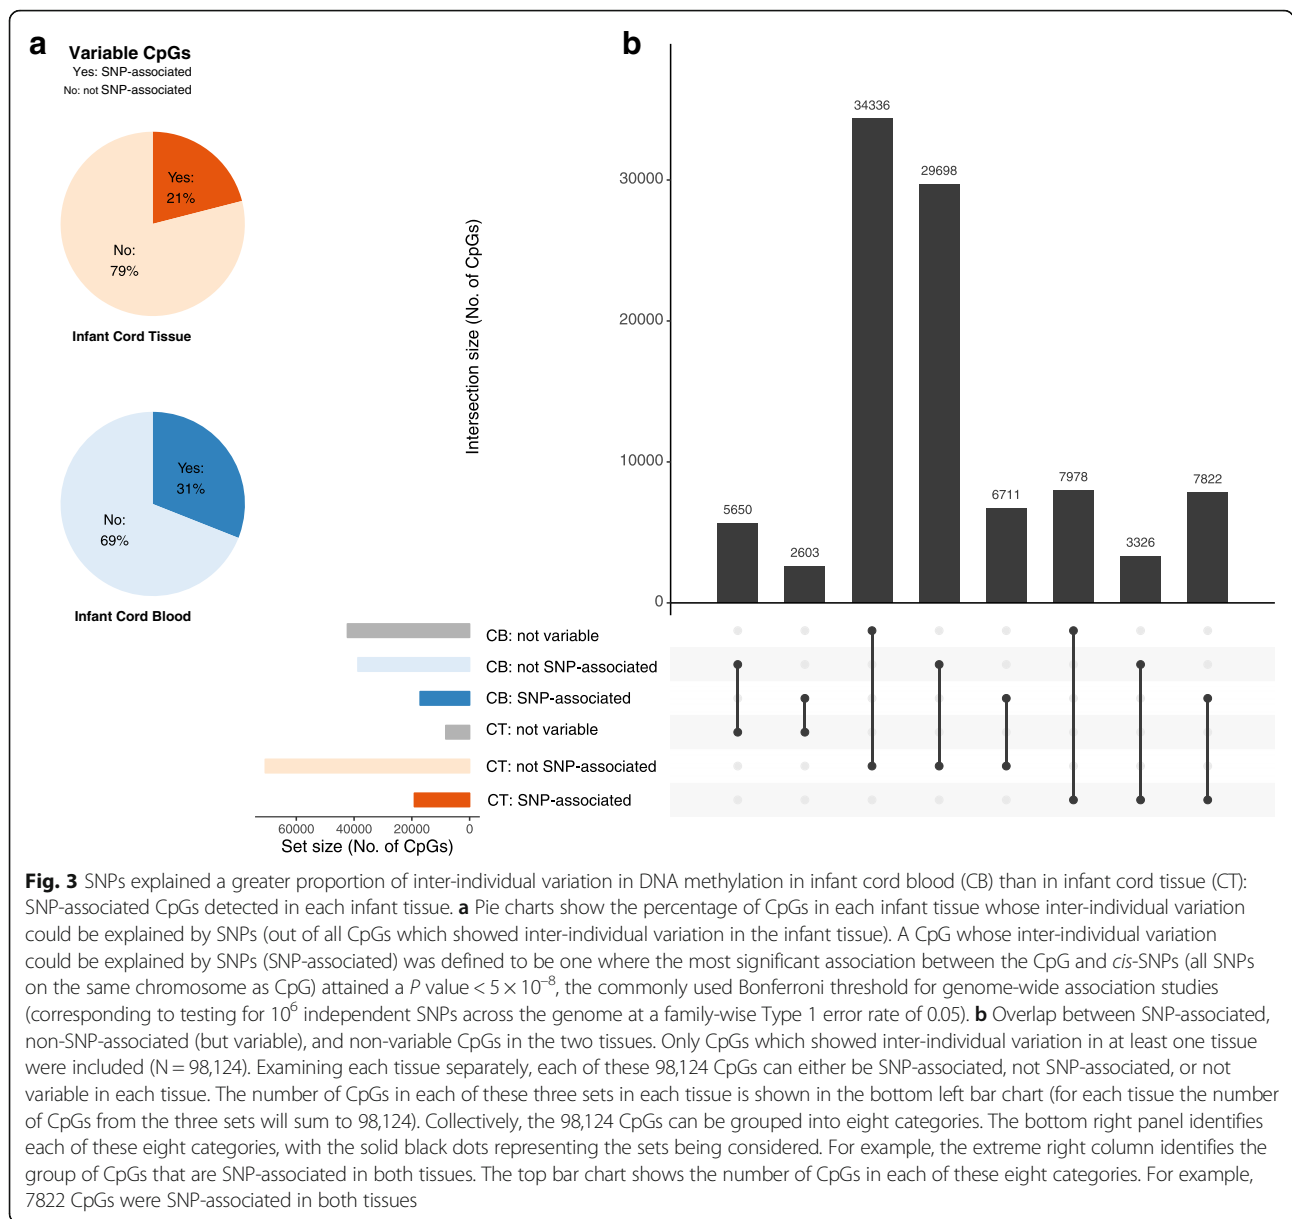 a
Variable CpGs
Yes: SNP-associated
No: not SNP-associated
Yes:
21%
No:
79%
Infant Cord Tissue
Yes:
31%
No:
69%
Infant Cord Blood
b
Intersection size (No. of CpGs)
30000
20000
10000
0
5650
2603
34336
29698
6711
7978
3326
7822
CB: not variable
CB: not SNP-associated
CB: SNP-associated
CT: not variable
CT: not SNP-associated
CT: SNP-associated
60000 40000 20000 0
Set size (No. of CpGs)
Fig. 3 SNPs explained a greater proportion of inter-individual variation in DNA methylation in infant cord blood (CB) than in infant cord tissue (CT):
SNP-associated CpGs detected in each infant tissue. a Pie charts show the percentage of CpGs in each infant tissue whose inter-individual variation
could be explained by SNPs (out of all CpGs which showed inter-individual variation in the infant tissue). A CpG whose inter-individual variation
could be explained by SNPs (SNP-associated) was defined to be one where the most significant association between the CpG and cis-SNPs (all SNPs
on the same chromosome as CpG) attained a P value < 5 × 10⁻⁸, the commonly used Bonferroni threshold for genome-wide association studies
(corresponding to testing for 10⁶ independent SNPs across the genome at a family-wise Type 1 error rate of 0.05). b Overlap between SNP-associated,
non-SNP-associated (but variable), and non-variable CpGs in the two tissues. Only CpGs which showed inter-individual variation in at least one tissue
were included (N = 98,124). Examining each tissue separately, each of these 98,124 CpGs can either be SNP-associated, not SNP-associated, or not
variable in each tissue. The number of CpGs in each of these three sets in each tissue is shown in the bottom left bar chart (for each tissue the number
of CpGs from the three sets will sum to 98,124). Collectively, the 98,124 CpGs can be grouped into eight categories. The bottom right panel identifies
each of these eight categories, with the solid black dots representing the sets being considered. For example, the extreme right column identifies the
group of CpGs that are SNP-associated in both tissues. The top bar chart shows the number of CpGs in each of these eight categories. For example,
7822 CpGs were SNP-associated in both tissues